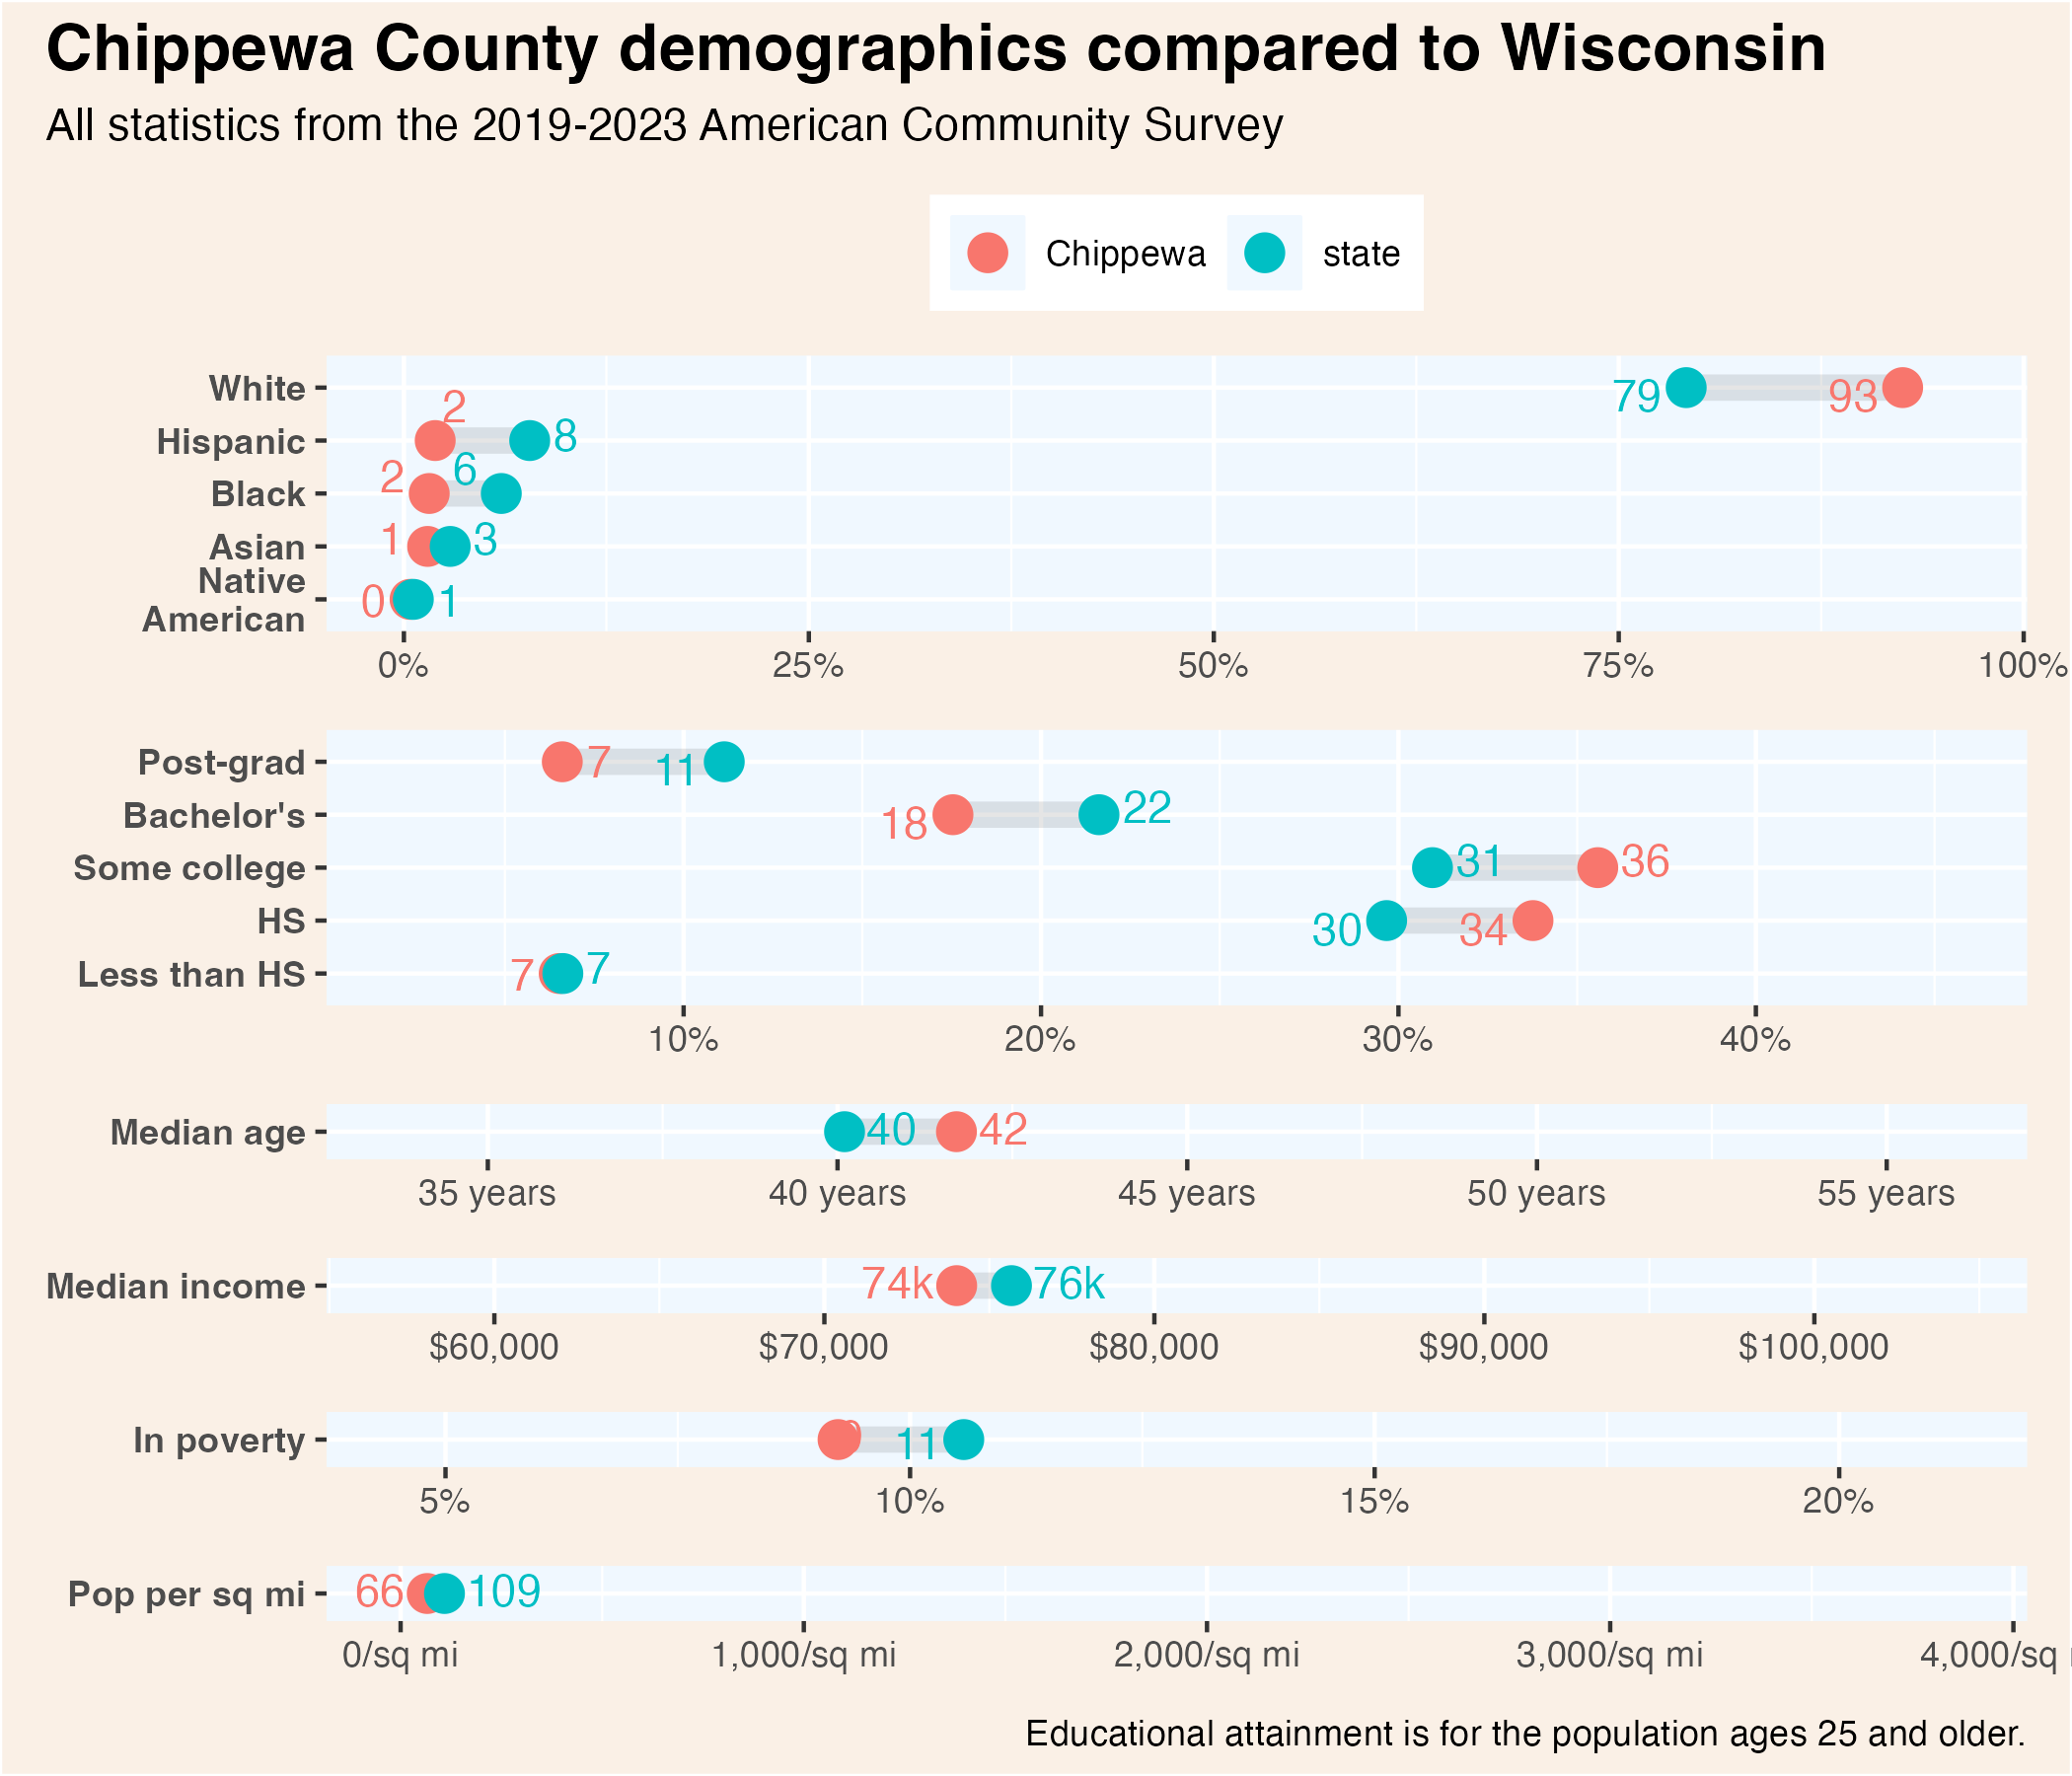 Chippewa County demographics compared to Wisconsin
All statistics from the 2019-2023 American Community Survey
Chippewa state
White 79 93
Hispanic 2 8
Black 2 6
Asian 1 3
Native
American 0 1
0% 25% 50% 75% 100%
Post-grad 7 11
Bachelor's 18 22
Some college 31 36
HS 30 34
Less than HS 7 7
10% 20% 30% 40%
Median age 40 42
35 years 40 years 45 years 50 years 55 years
Median income 74k 76k
$60,000 $70,000 $80,000 $90,000 $100,000
In poverty 11
5% 10% 15% 20%
Pop per sq mi 66 109
0/sq mi 1,000/sq mi 2,000/sq mi 3,000/sq mi 4,000/sq
Educational attainment is for the population ages 25 and older.